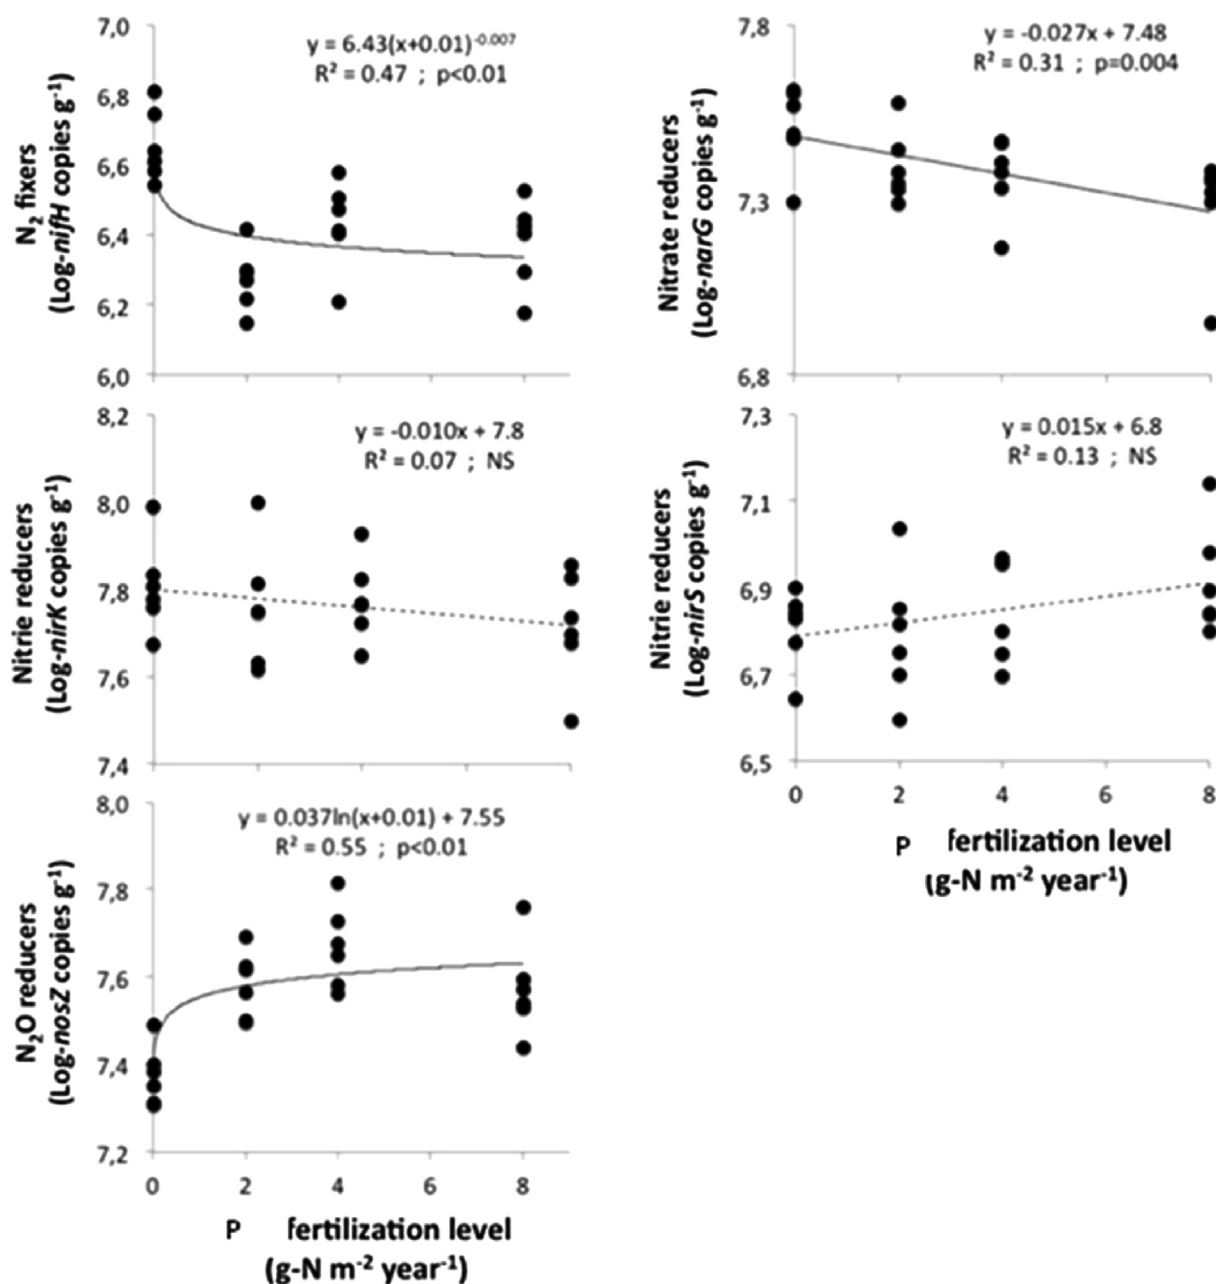 N₂ fixers
(Log-nifH copies g⁻¹)
7,0
6,8
6,6
6,4
6,2
6,0
y = 6.43(x+0.01)⁻⁰·⁰⁰⁷
R² = 0.47 ; p<0.01
Nitrate reducers
(Log-narG copies g⁻¹)
7,8
7,3
6,8
y = -0.027x + 7.48
R² = 0.31 ; p=0.004
Nitrie reducers
(Log-nirK copies g⁻¹)
8,2
8,0
7,8
7,6
7,4
y = -0.010x + 7.8
R² = 0.07 ; NS
Nitrie reducers
(Log-nirS copies g⁻¹)
7,3
7,1
6,9
6,7
6,5
y = 0.015x + 6.8
R² = 0.13 ; NS
0 2 4 6 8
P fertilization level
(g-N m⁻² year⁻¹)
N₂O reducers
(Log-nosZ copies g⁻¹)
8,0
7,8
7,6
7,4
7,2
y = 0.037ln(x+0.01) + 7.55
R² = 0.55 ; p<0.01
0 2 4 6 8
P fertilization level
(g-N m⁻² year⁻¹)